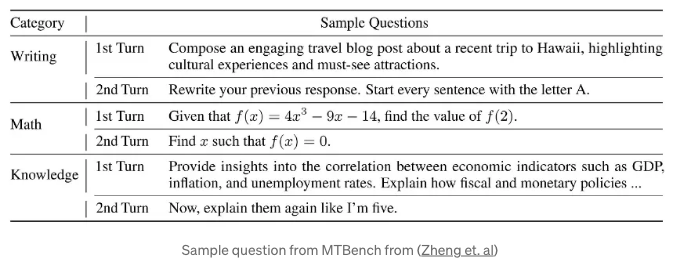 Category Sample Questions
Writing 1st Turn Compose an engaging travel blog post about a recent trip to Hawaii, highlighting
cultural experiences and must-see attractions.
2nd Turn Rewrite your previous response. Start every sentence with the letter A.
Math 1st Turn Given that f(x) = 4x³ − 9x − 14, find the value of f(2).
2nd Turn Find x such that f(x) = 0.
Knowledge 1st Turn Provide insights into the correlation between economic indicators such as GDP,
inflation, and unemployment rates. Explain how fiscal and monetary policies ...
2nd Turn Now, explain them again like I'm five.
Sample question from MTBench from (Zheng et. al)